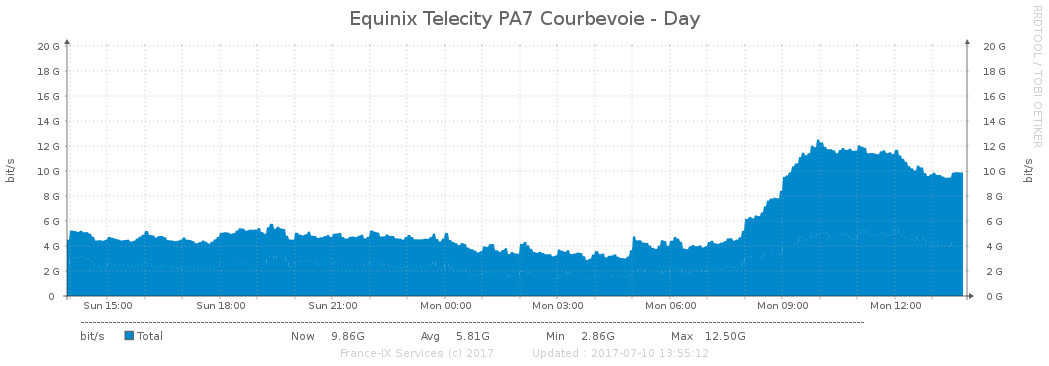 Equinix Telecity PA7 Courbevoie - Day
RRDTOOL / TOBI OETIKER
bit/s
bit/s
20 G 20 G
18 G 18 G
16 G 16 G
14 G 14 G
12 G 12 G
10 G 10 G
8 G 8 G
6 G 6 G
4 G 4 G
2 G 2 G
0 0 G
Sun 15:00 Sun 18:00 Sun 21:00 Mon 00:00 Mon 03:00 Mon 06:00 Mon 09:00 Mon 12:00
bit/s Total Now 9.86G Avg 5.81G Min 2.86G Max 12.50G
France-IX Services (c) 2017 Updated : 2017-07-10 13:55:12